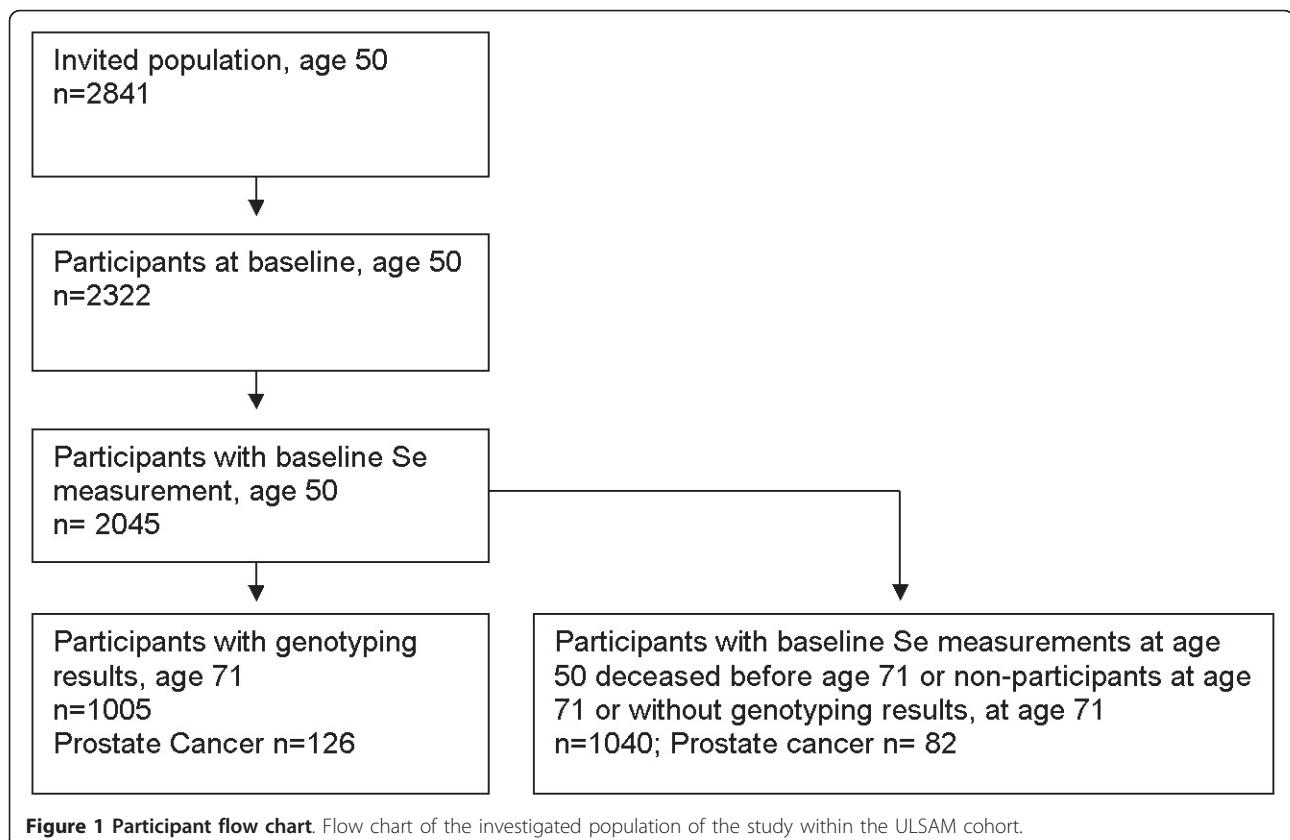 Invited population, age 50
n=2841
Participants at baseline, age 50
n=2322
Participants with baseline Se
measurement, age 50
n= 2045
Participants with genotyping
results, age 71
n=1005
Prostate Cancer n=126
Participants with baseline Se measurements at age
50 deceased before age 71 or non-participants at age
71 or without genotyping results, at age 71
n=1040; Prostate cancer n= 82
Figure 1 Participant flow chart. Flow chart of the investigated population of the study within the ULSAM cohort.